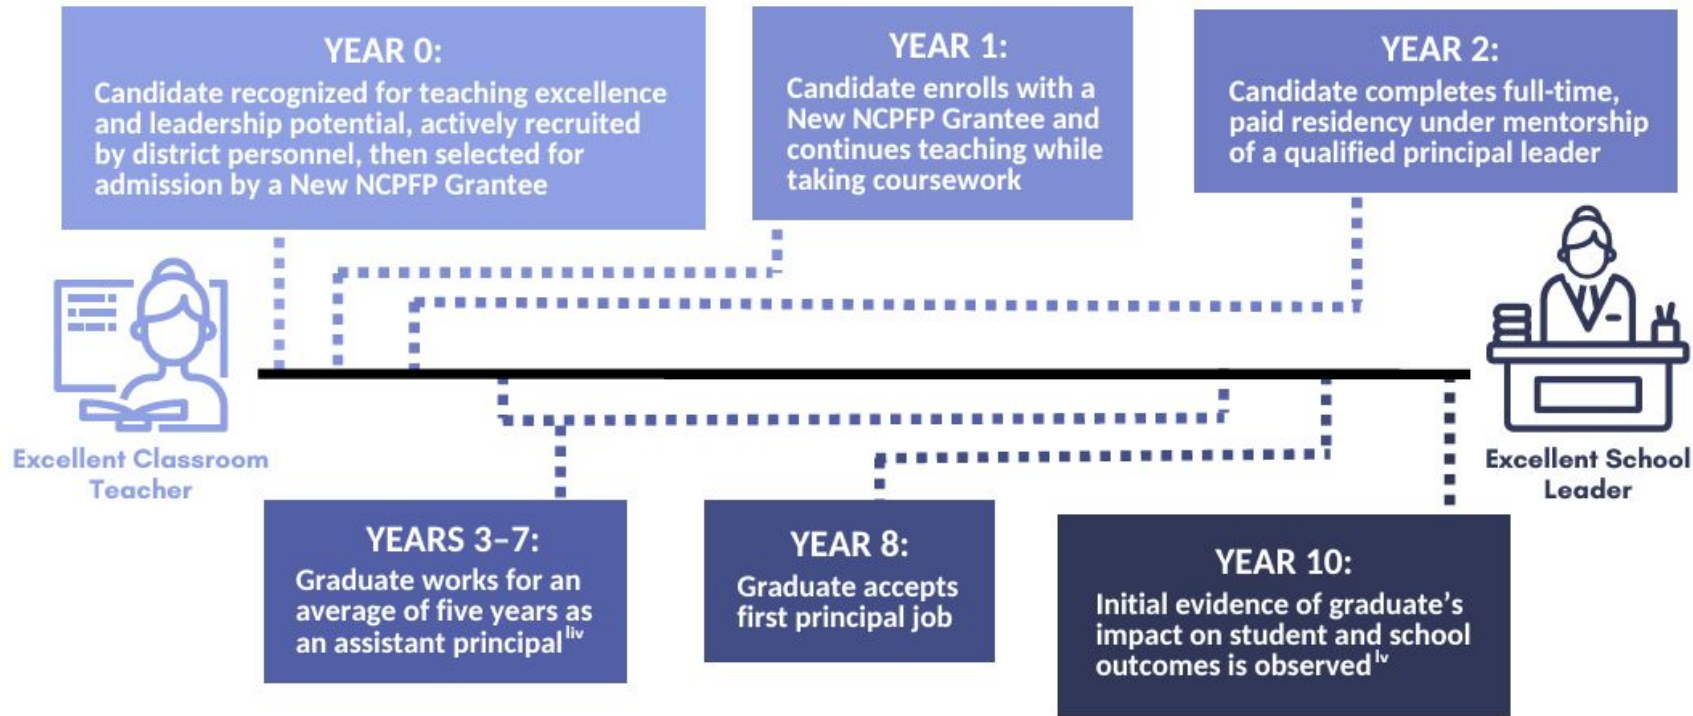 YEAR 0:
Candidate recognized for teaching excellence
and leadership potential, actively recruited
by district personnel, then selected for
admission by a New NCPFP Grantee
YEAR 1:
Candidate enrolls with a
New NCPFP Grantee and
continues teaching while
taking coursework
YEAR 2:
Candidate completes full-time,
paid residency under mentorship
of a qualified principal leader
Excellent Classroom
Teacher
Excellent School
Leader
YEARS 3–7:
Graduate works for an
average of five years as
an assistant principal liv
YEAR 8:
Graduate accepts
first principal job
YEAR 10:
Initial evidence of graduate’s
impact on student and school
outcomes is observed lv